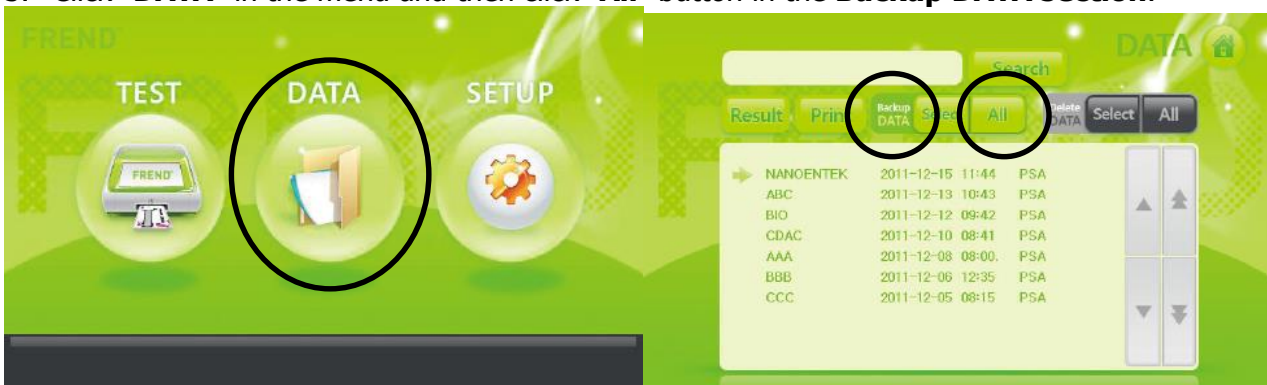 Click "DATA" in the menu and then click "All" button in the Backup DATA session.
FREND
TEST DATA SETUP
FREND
DATA
Search
Result Print Backup DATA Select All Delete DATA Select All
NANOENTEK 2011-12-15 11:44 PSA
ABC 2011-12-13 10:43 PSA
BIO 2011-12-12 09:42 PSA
CDAC 2011-12-10 08:41 PSA
AAA 2011-12-08 08:00. PSA
BBB 2011-12-06 12:35 PSA
CCC 2011-12-05 08:15 PSA